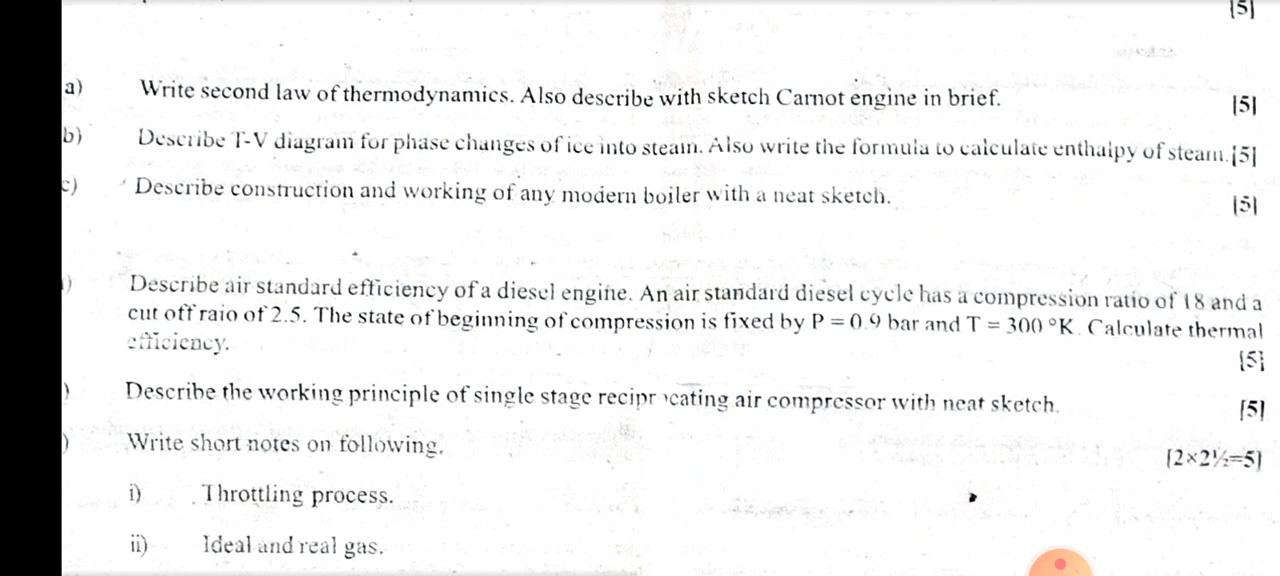 [5]
a) Write second law of thermodynamics. Also describe with sketch Carnot engine in brief. [5]
b) Describe T-V diagram for phase changes of ice into steam. Also write the formula to calculate enthalpy of steam. [5]
c) Describe construction and working of any modern boiler with a neat sketch. [5]
) Describe air standard efficiency of a diesel engine. An air standard diesel cycle has a compression ratio of 18 and a
cut off raio of 2.5. The state of beginning of compression is fixed by P = 0.9 bar and T = 300 °K. Calculate thermal
efficiency. [5]
) Describe the working principle of single stage reciprocating air compressor with neat sketch. [5]
) Write short notes on following. [2×2½=5]
i) Throttling process.
ii) Ideal and real gas.